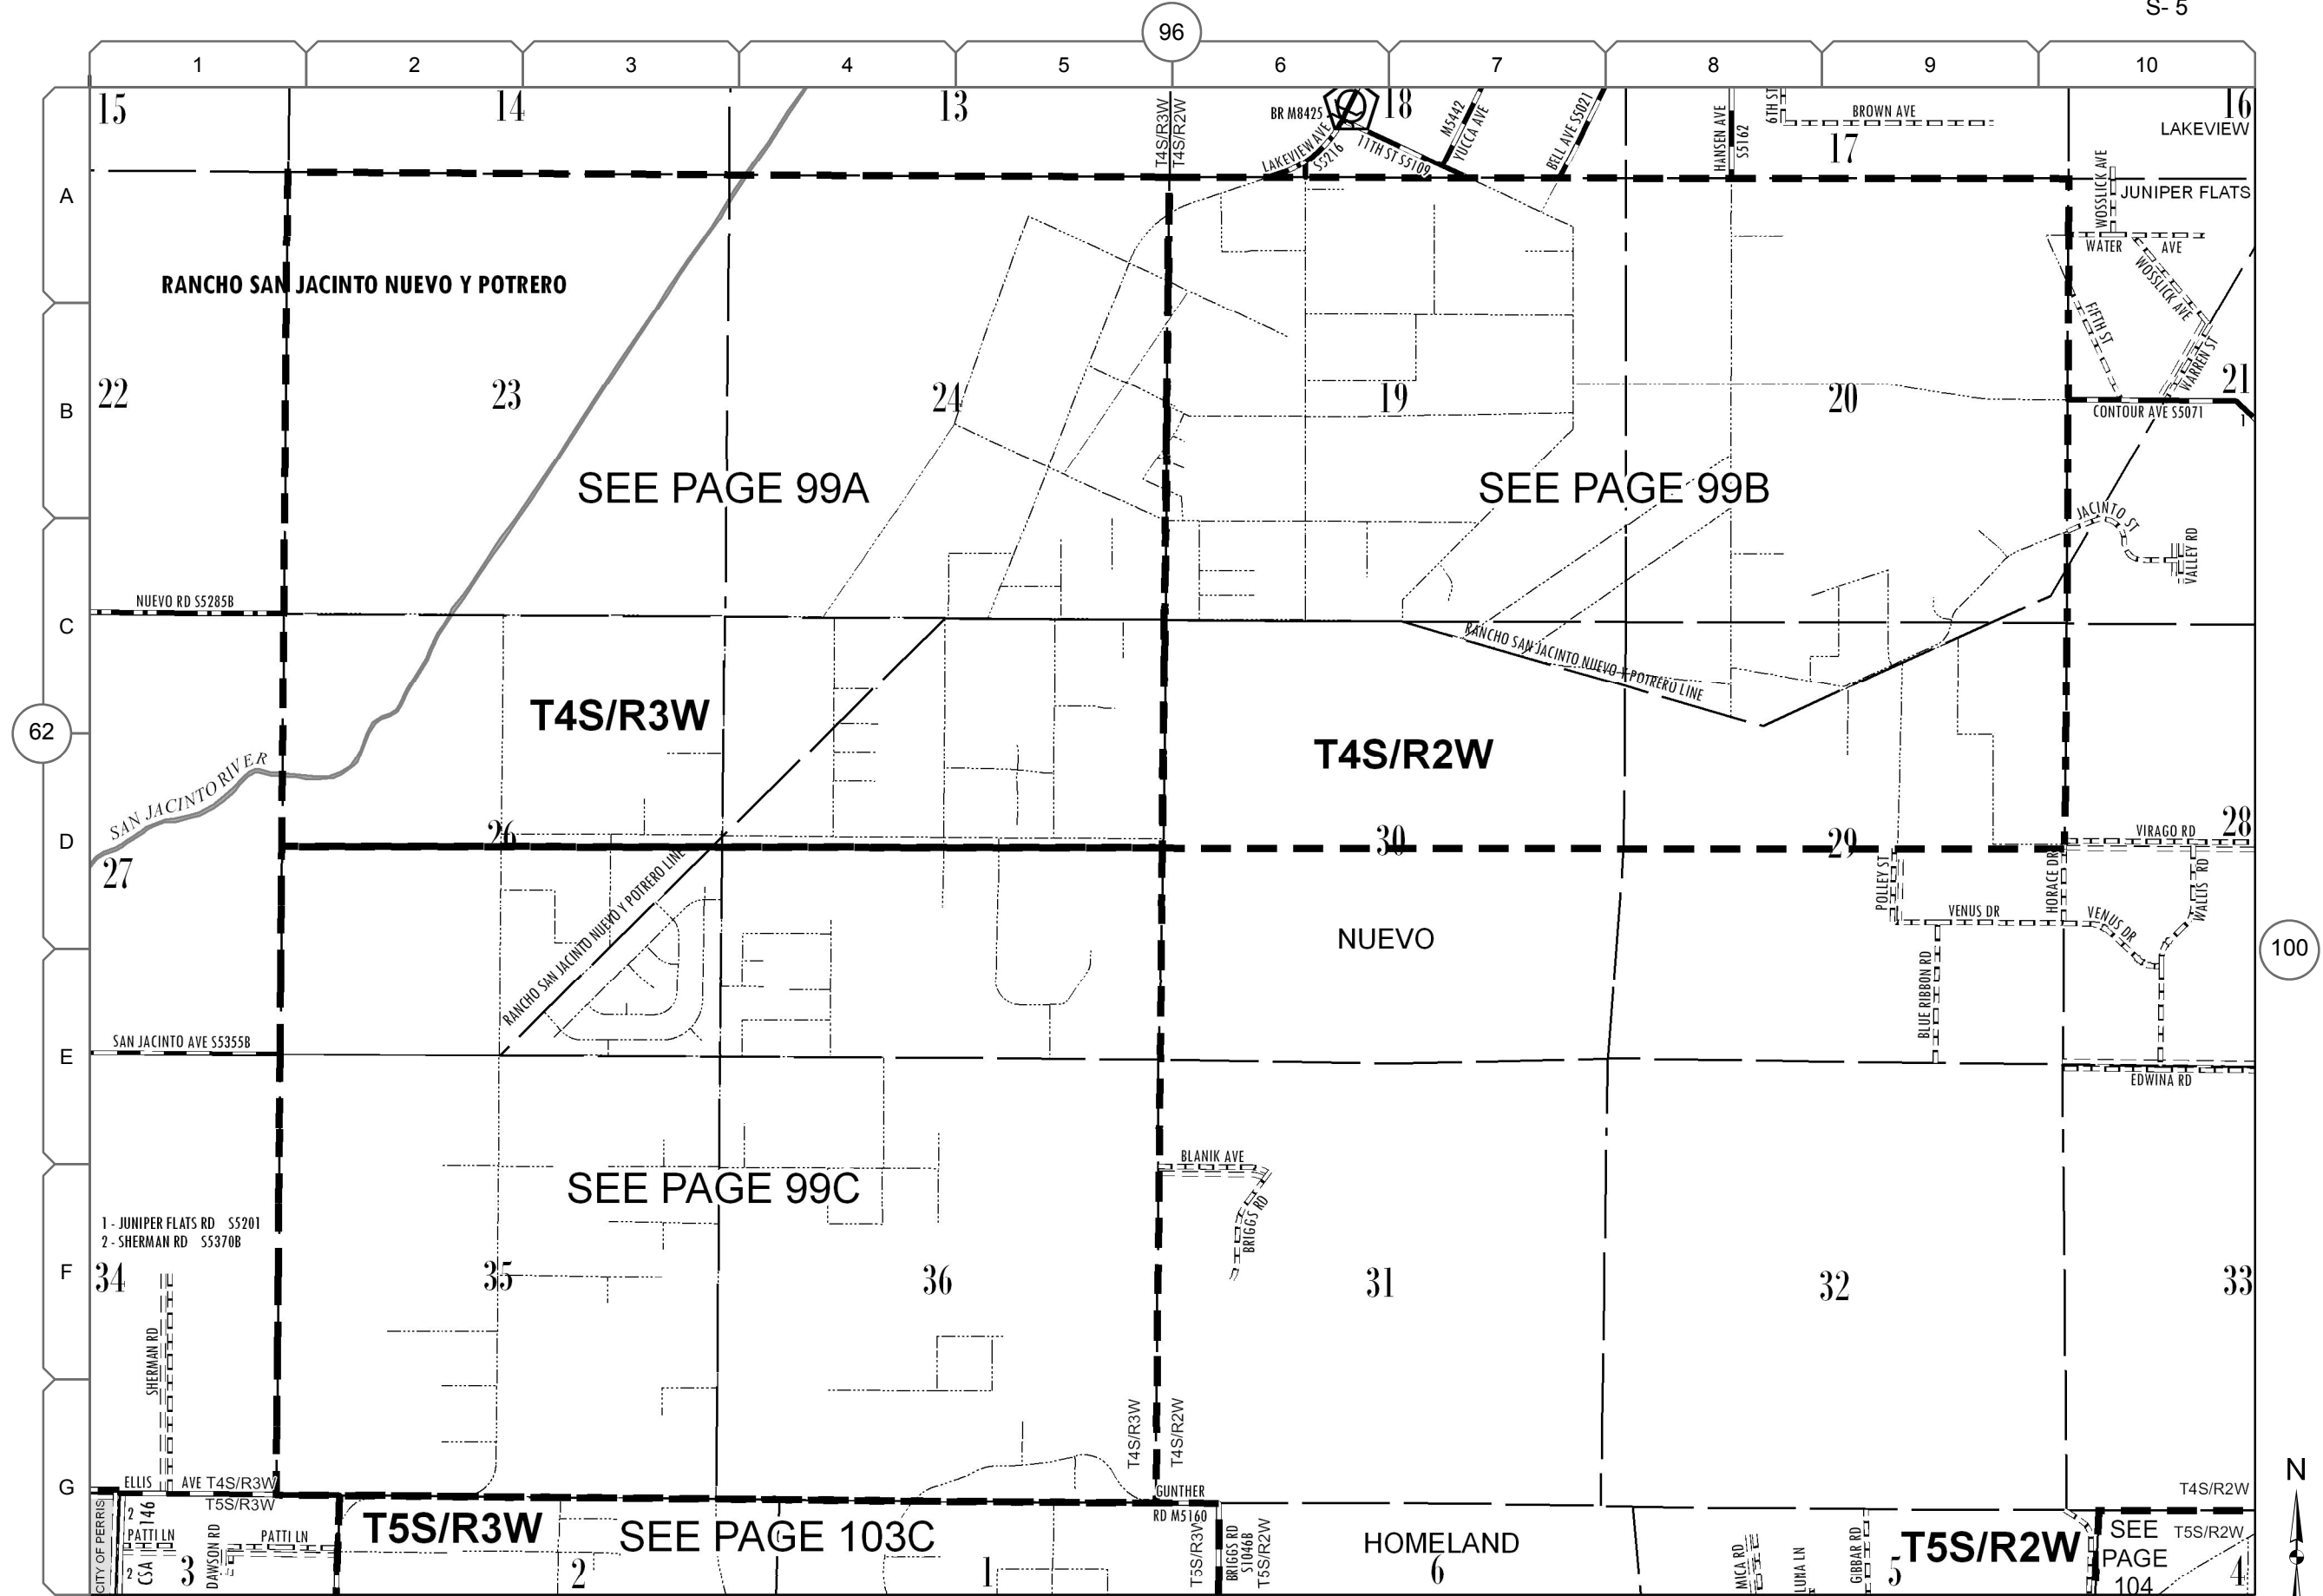 S- 5
96
1 2 3 4 5 6 7 8 9 10
15
14
13
T4S/R3W
T4S/R2W
BR M8425
18
M5442
YUCCA AVE
BELL AVE S5021
HANSEN AVE
S5162
6TH ST
BROWN AVE
17
16
LAKEVIEW
LAKEVIEW AVE
S5216
11TH ST S5109
A
WOSSLICK AVE
JUNIPER FLATS
WATER AVE
WOSSLICK AVE
RANCHO SAN JACINTO NUEVO Y POTRERO
FIFTH ST
WARREN ST
22
23
24
19
20
21
B
CONTOUR AVE S5071
1
SEE PAGE 99A
SEE PAGE 99B
JACINTO ST
VALLEY RD
NUEVO RD S5285B
C
RANCHO SAN JACINTO NUEVO Y POTRERO LINE
T4S/R3W
62
T4S/R2W
SAN JACINTO RIVER
D
26
30
29
VIRAGO RD
28
27
RANCHO SAN JACINTO NUEVO Y POTRERO LINE
POLLEY ST
HORACE DR
WALLIS RD
VENUS DR
VENUS DR
NUEVO
100
BLUE RIBBON RD
SAN JACINTO AVE S5355B
E
EDWINA RD
BLANIK AVE
SEE PAGE 99C
BRIGGS RD
1 - JUNIPER FLATS RD S5201
2 - SHERMAN RD S5370B
F
34
35
36
31
32
33
SHERMAN RD
T4S/R3W
T4S/R2W
G
ELLIS AVE T4S/R3W
T5S/R3W
GUNTHER
RD M5160
T4S/R2W
CITY OF PERRIS
2
CSA 146
2
PATTI LN
3
DAWSON RD
PATTI LN
T5S/R3W
SEE PAGE 103C
2
1
T5S/R3W
BRIGGS RD
S1046B
T5S/R2W
HOMELAND
6
MICA RD
LUNA LN
GIBBAR RD
5
T5S/R2W
SEE
PAGE
104
T5S/R2W
4
N